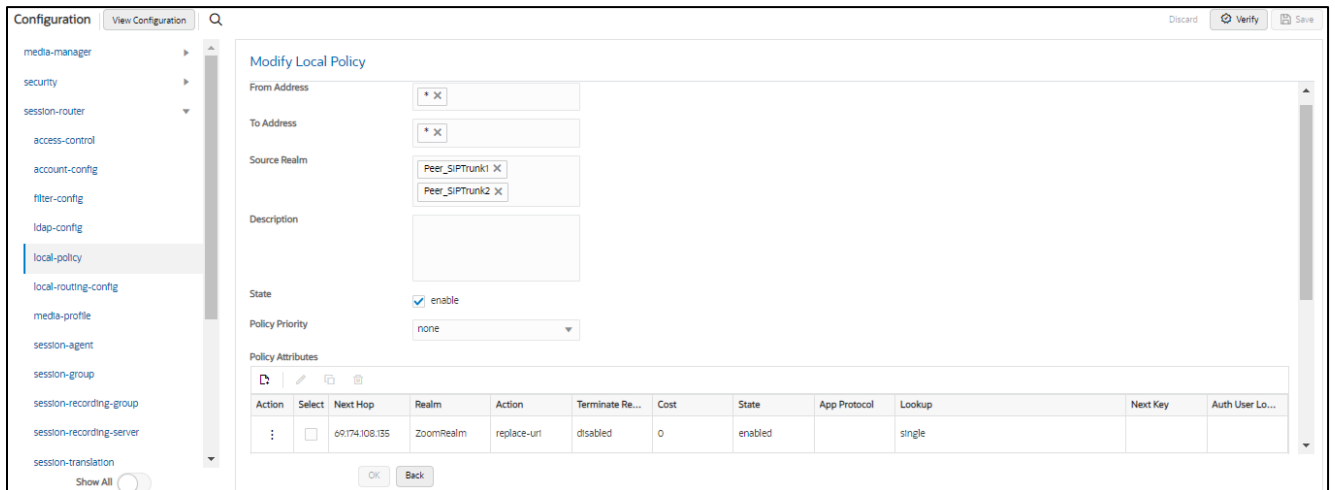 Configuration View Configuration Discard Verify Save
media-manager
security
session-router
access-control
account-config
filter-config
ldap-config
local-policy
local-routing-config
media-profile
session-agent
session-group
session-recording-group
session-recording-server
session-translation
Show All
Modify Local Policy
From Address
* X
To Address
* X
Source Realm
Peer_SIPTrunk1 X
Peer_SIPTrunk2 X
Description
State
enable
Policy Priority
none
Policy Attributes
Action Select Next Hop Realm Action Terminate Re... Cost State App Protocol Lookup Next Key Auth User Lo...
69.174.108.135 ZoomRealm replace-uri disabled 0 enabled single
OK Back